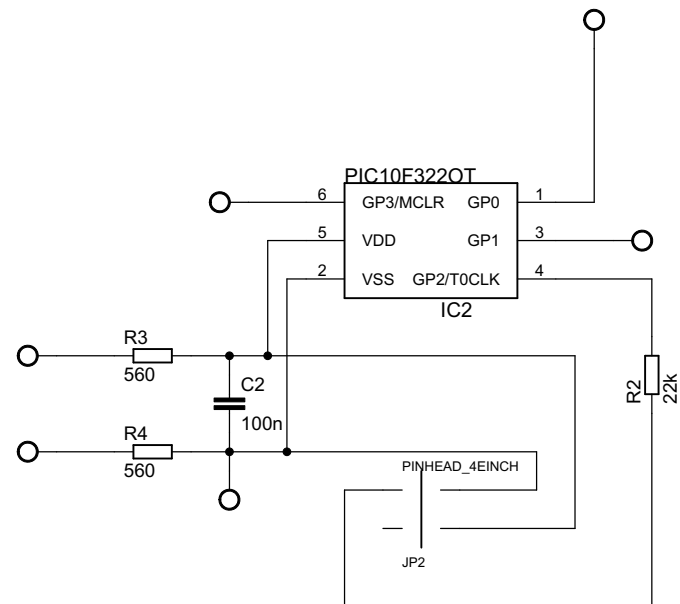 PIC10F322OT
6 GP3/MCLR GP0 1
5 VDD GP1 3
2 VSS GP2/T0CLK 4
IC2
R3
560
C2
100n
R2
22k
R4
560
PINHEAD_4EINCH
JP2